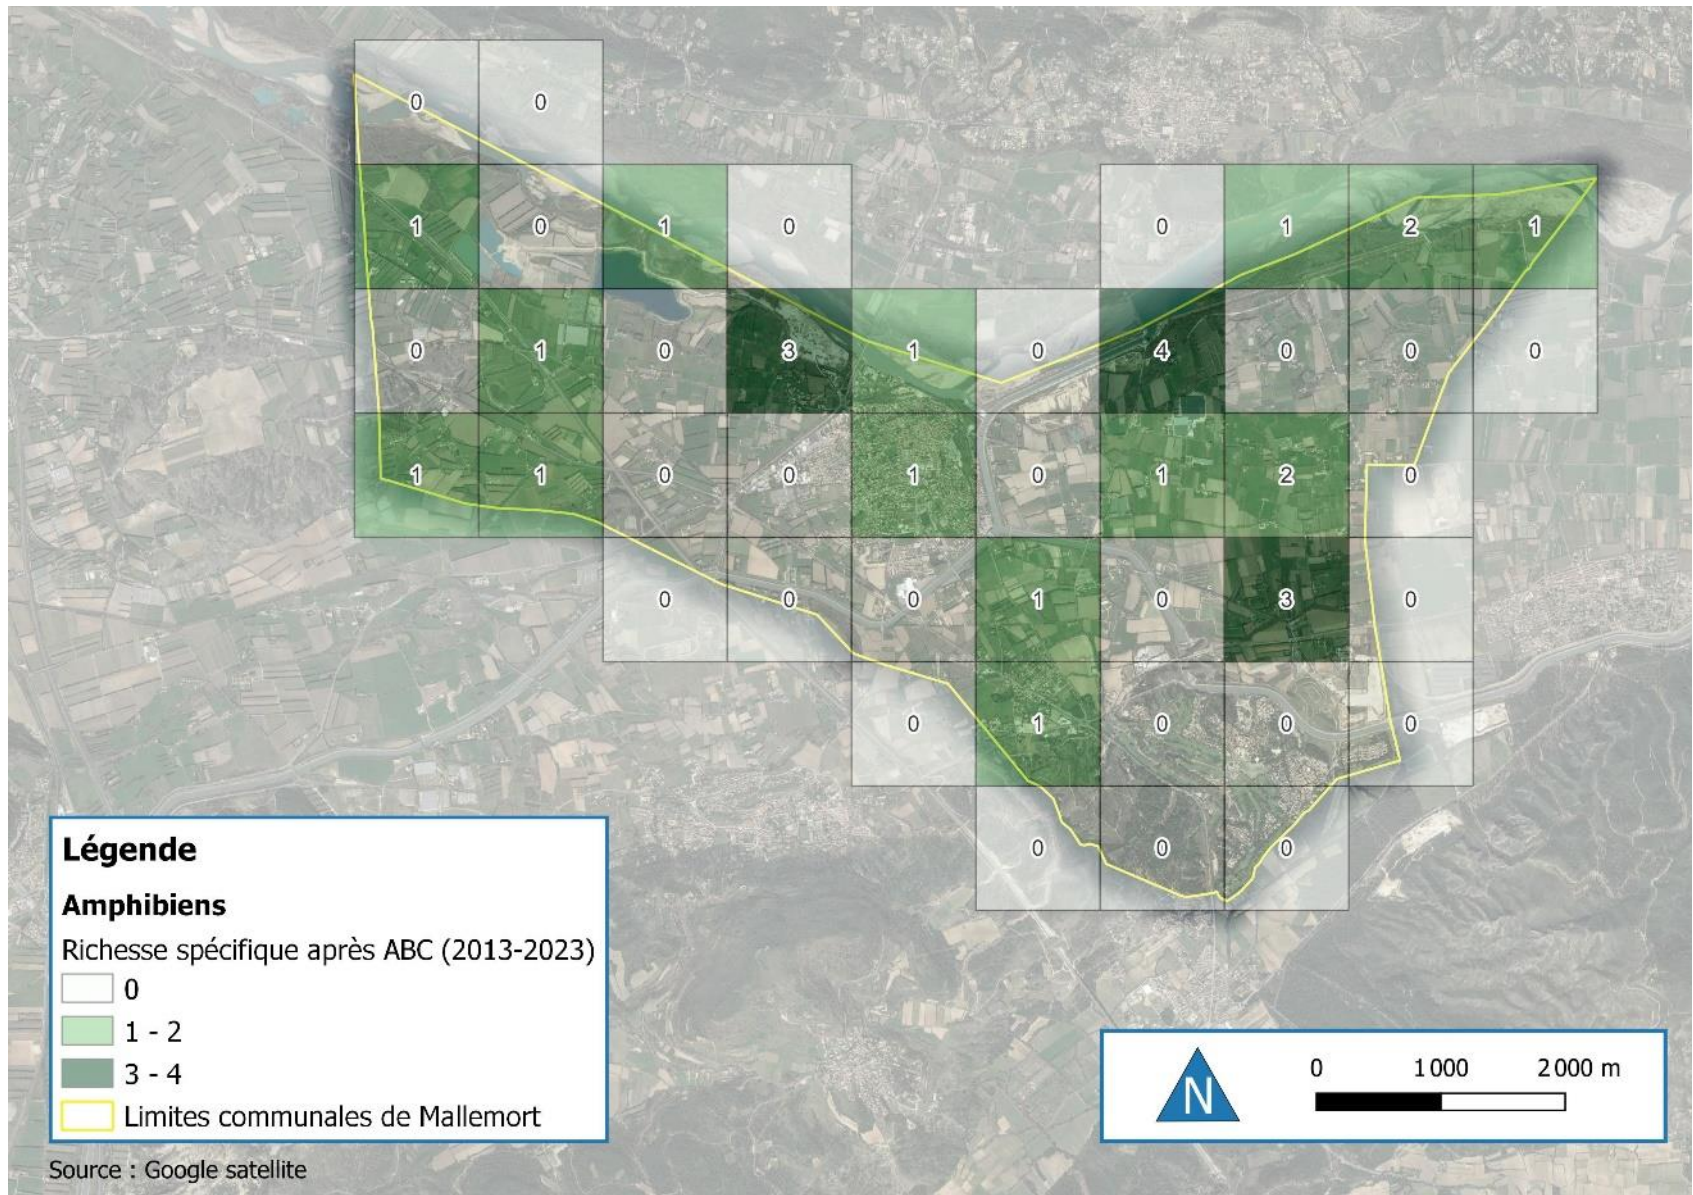 0 0
1 0 1 0 0 1 2 1
0 1 0 3 1 0 4 0 0 0
1 1 0 0 1 0 1 2 0
0 0 0 1 0 3 0
0 1 0 0 0
0 0 0
Légende
Amphibiens
Richesse spécifique après ABC (2013-2023)
0
1 - 2
3 - 4
Limites communales de Mallemort
N
0 1 000 2 000 m
Source : Google satellite